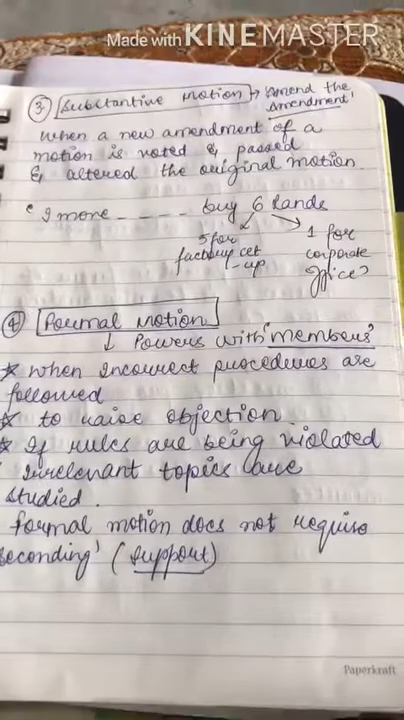 Made with KINEMASTER
③ Substantive Motion → Amend the
Amendment,
When a new amendment of a
motion is voted & passed
& altered the original motion
"I move _ _ _ _ _ buy 6 lands
5 for
factory set
-up
1 for
corporate
office"
④ Formal Motion
↓ Powers with 'members'
* When incorrect procedures are
followed
* to raise objection
* If rules are being violated
irrelevant topics are
studied.
formal motion does not require
seconding' (support)
Paperkraft